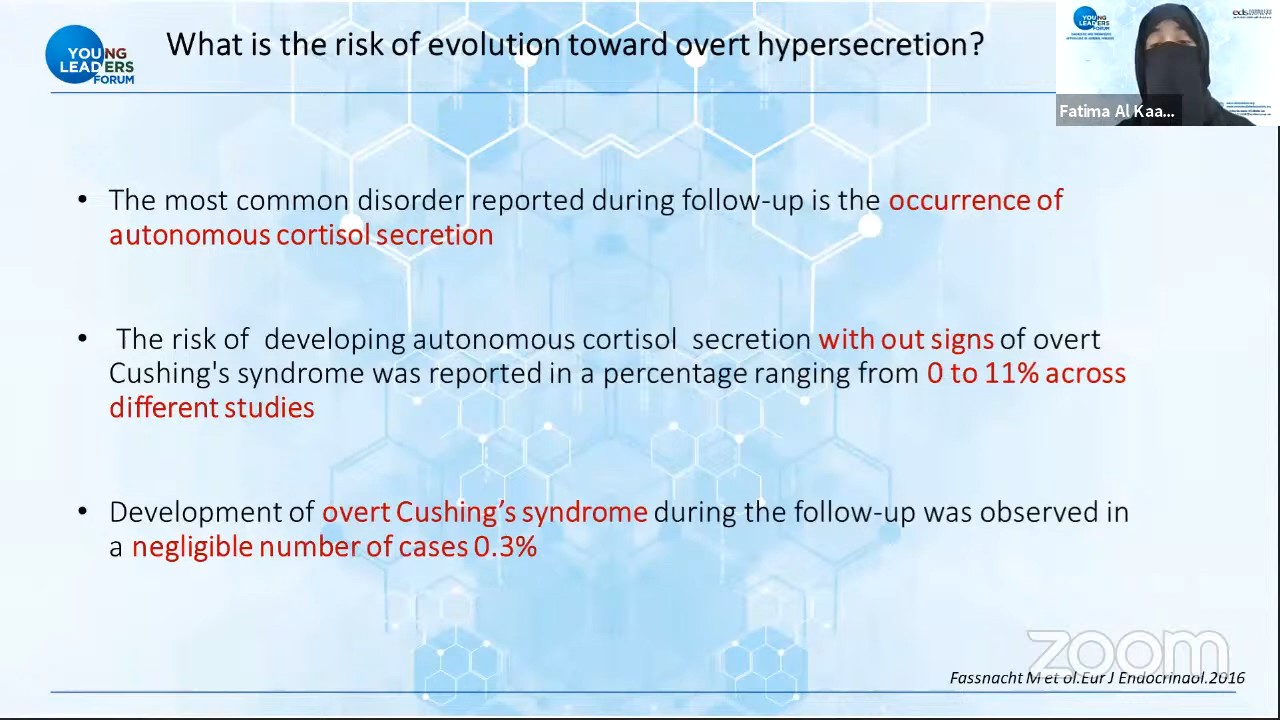 What is the risk of evolution toward overt hypersecretion?
YOUNG
LEADERS
FORUM
YOUNG
LEADERS
FORUM
Fatima Al Kaa...
• The most common disorder reported during follow-up is the occurrence of
autonomous cortisol secretion
• The risk of developing autonomous cortisol secretion with out signs of overt
Cushing's syndrome was reported in a percentage ranging from 0 to 11% across
different studies
• Development of overt Cushing’s syndrome during the follow-up was observed in
a negligible number of cases 0.3%
zoom
Fassnacht M et ol.Eur J Endocrinaol.2016